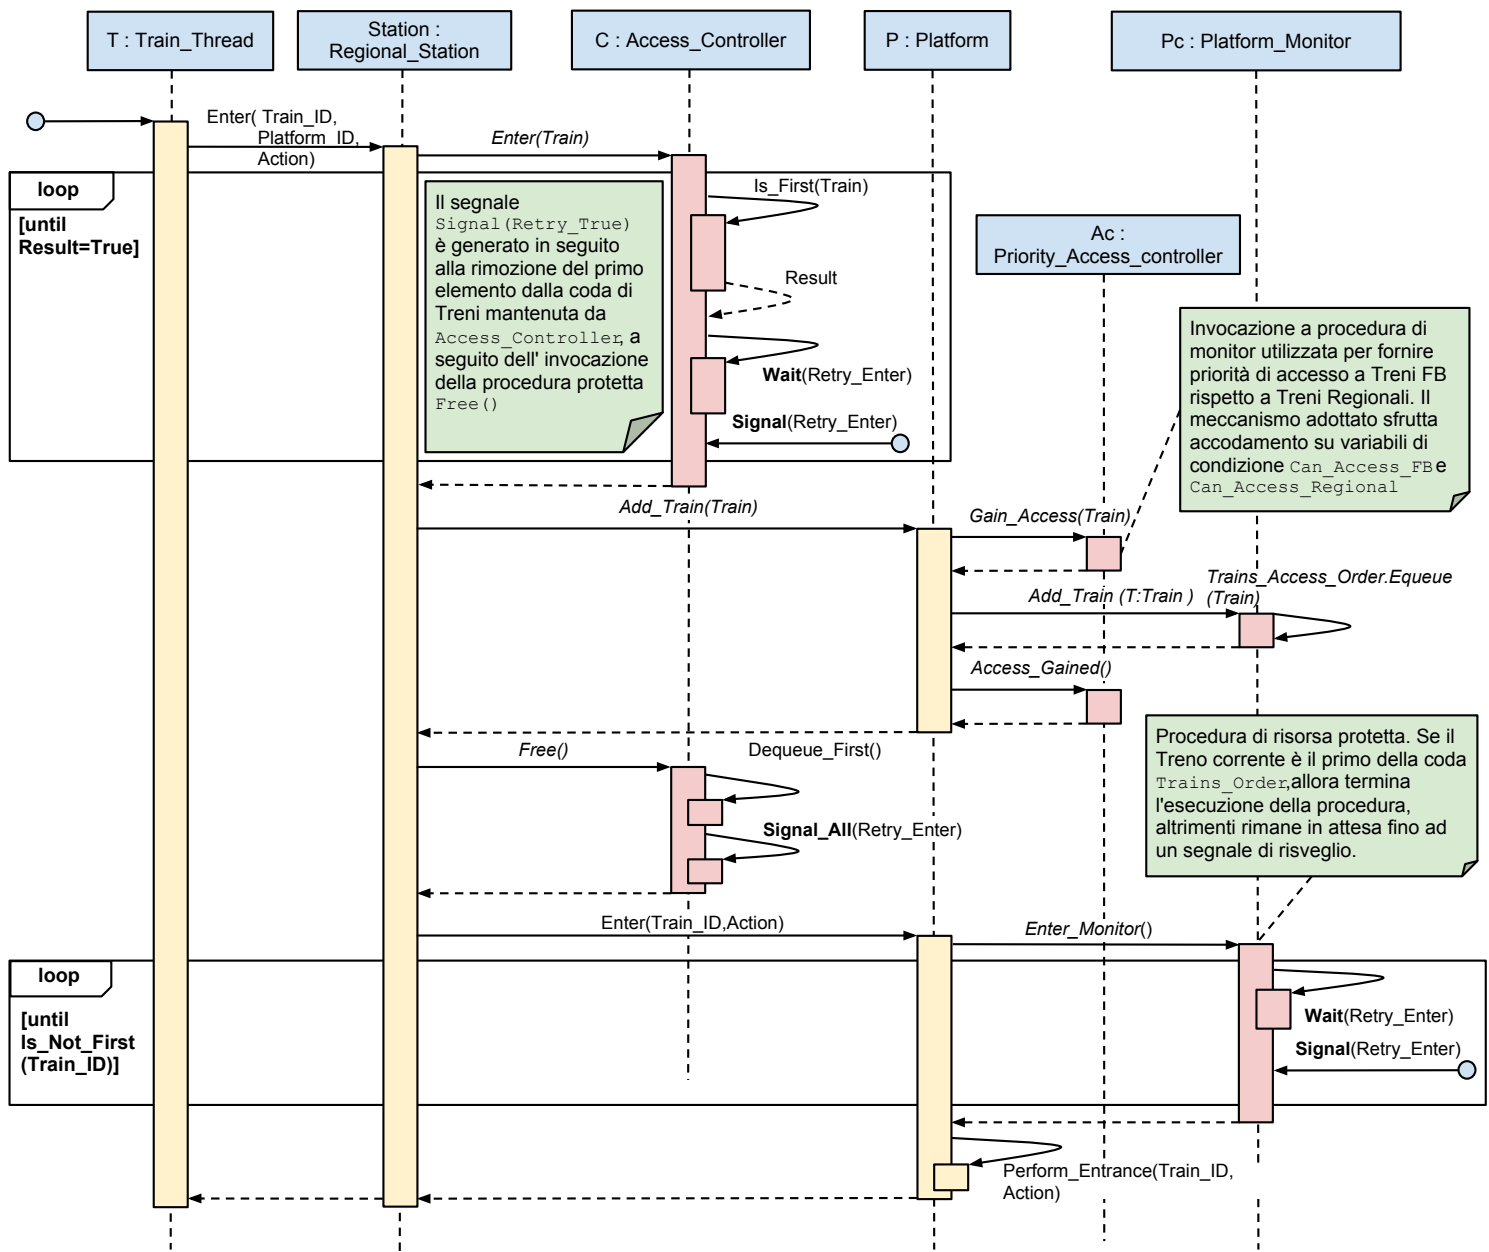 T : Train_Thread
Station :
Regional_Station
C : Access_Controller
P : Platform
Pc : Platform_Monitor
Enter( Train_ID,
Platform_ID,
Action)
Enter(Train)
loop
[until
Result=True]
Il segnale
Signal(Retry_True)
è generato in seguito
alla rimozione del primo
elemento dalla coda di
Treni mantenuta da
Access_Controller, a
seguito dell' invocazione
della procedura protetta
Free()
Is_First(Train)
Result
Wait(Retry_Enter)
Signal(Retry_Enter)
Ac :
Priority_Access_controller
Invocazione a procedura di
monitor utilizzata per fornire
priorità di accesso a Treni FB
rispetto a Treni Regionali. Il
meccanismo adottato sfrutta
accodamento su variabili di
condizione Can_Access_FB e
Can_Access_Regional
Add_Train(Train)
Gain_Access(Train)
Add_Train (T:Train )
Trains_Access_Order.Equeue
(Train)
Access_Gained()
Free()
Dequeue_First()
Signal_All(Retry_Enter)
Procedura di risorsa protetta. Se il
Treno corrente è il primo della coda
Trains_Order,allora termina
l'esecuzione della procedura,
altrimenti rimane in attesa fino ad
un segnale di risveglio.
Enter(Train_ID,Action)
Enter_Monitor()
loop
[until
Is_Not_First
(Train_ID)]
Wait(Retry_Enter)
Signal(Retry_Enter)
Perform_Entrance(Train_ID,
Action)